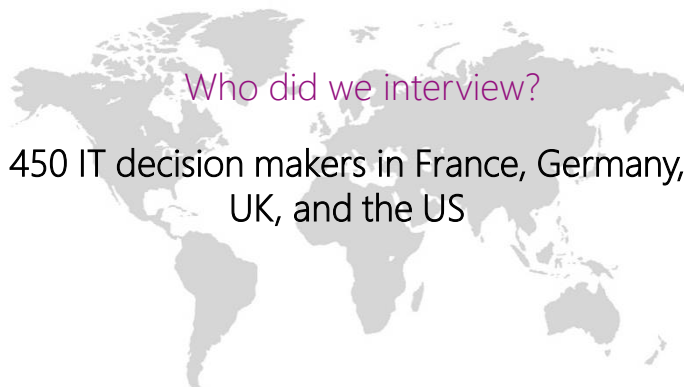 Who did we interview?
450 IT decision makers in France, Germany,
UK, and the US